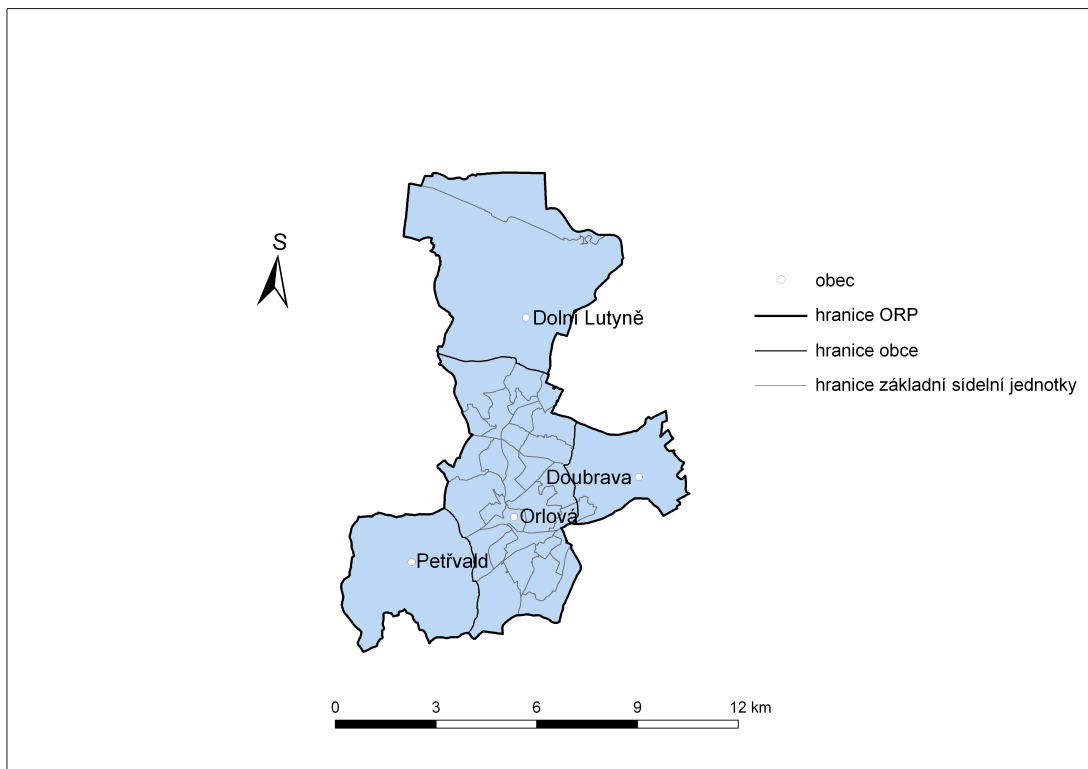 S
obec
Dolní Lutyně
hranice ORP
hranice obce
hranice základní sídelní jednotky
Doubrava
Orlová
Petřvald
0 3 6 9 12 km